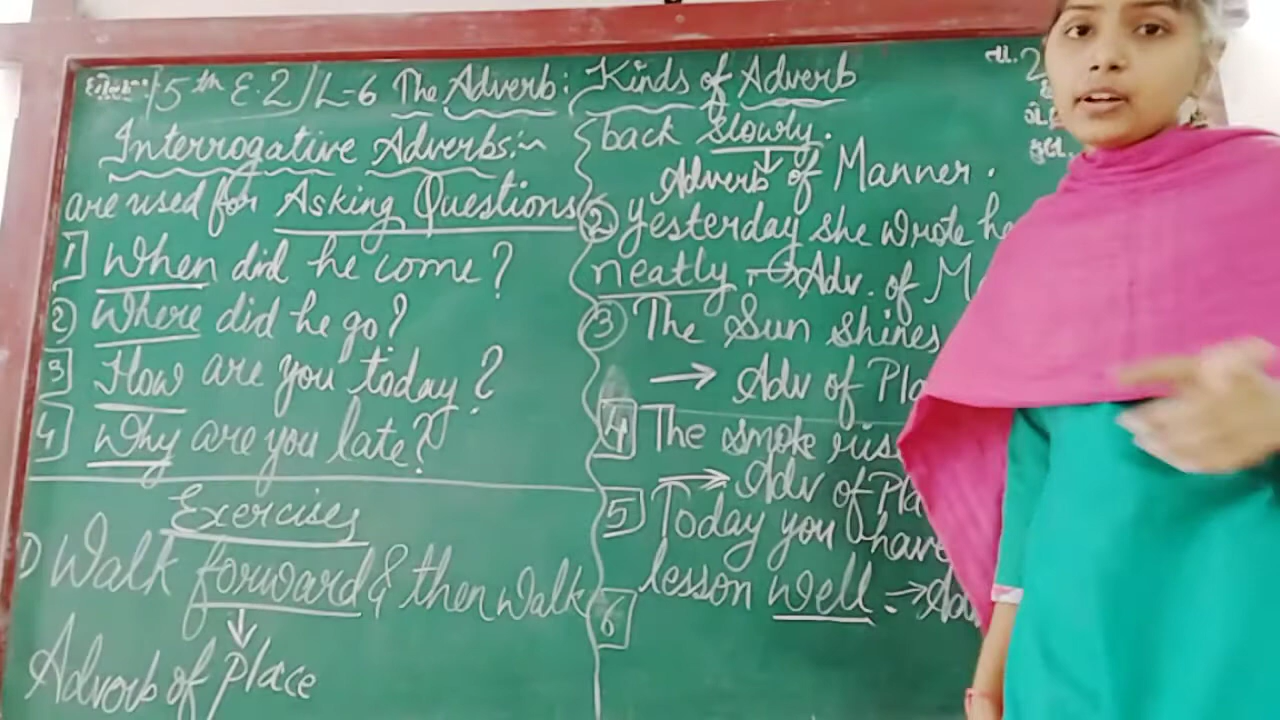 5th E.2 L-6 The Adverb: Kinds of Adverb
Interrogative Adverbs:~
are used for Asking Questions
1] When did he come?
2) Where did he go?
3] How are you today?
4] Why are you late?
Exercises
1) Walk forward & then walk
↓
Adverb of place
back slowly.
↓
Adverb of Manner.
② yesterday she wrote
neatly → Adv. of M
③ The Sun shines
→ Adv of Pla
4 The smoke
→ Adv of Pla
5 Today you have
lesson well. →
6
તા. 2